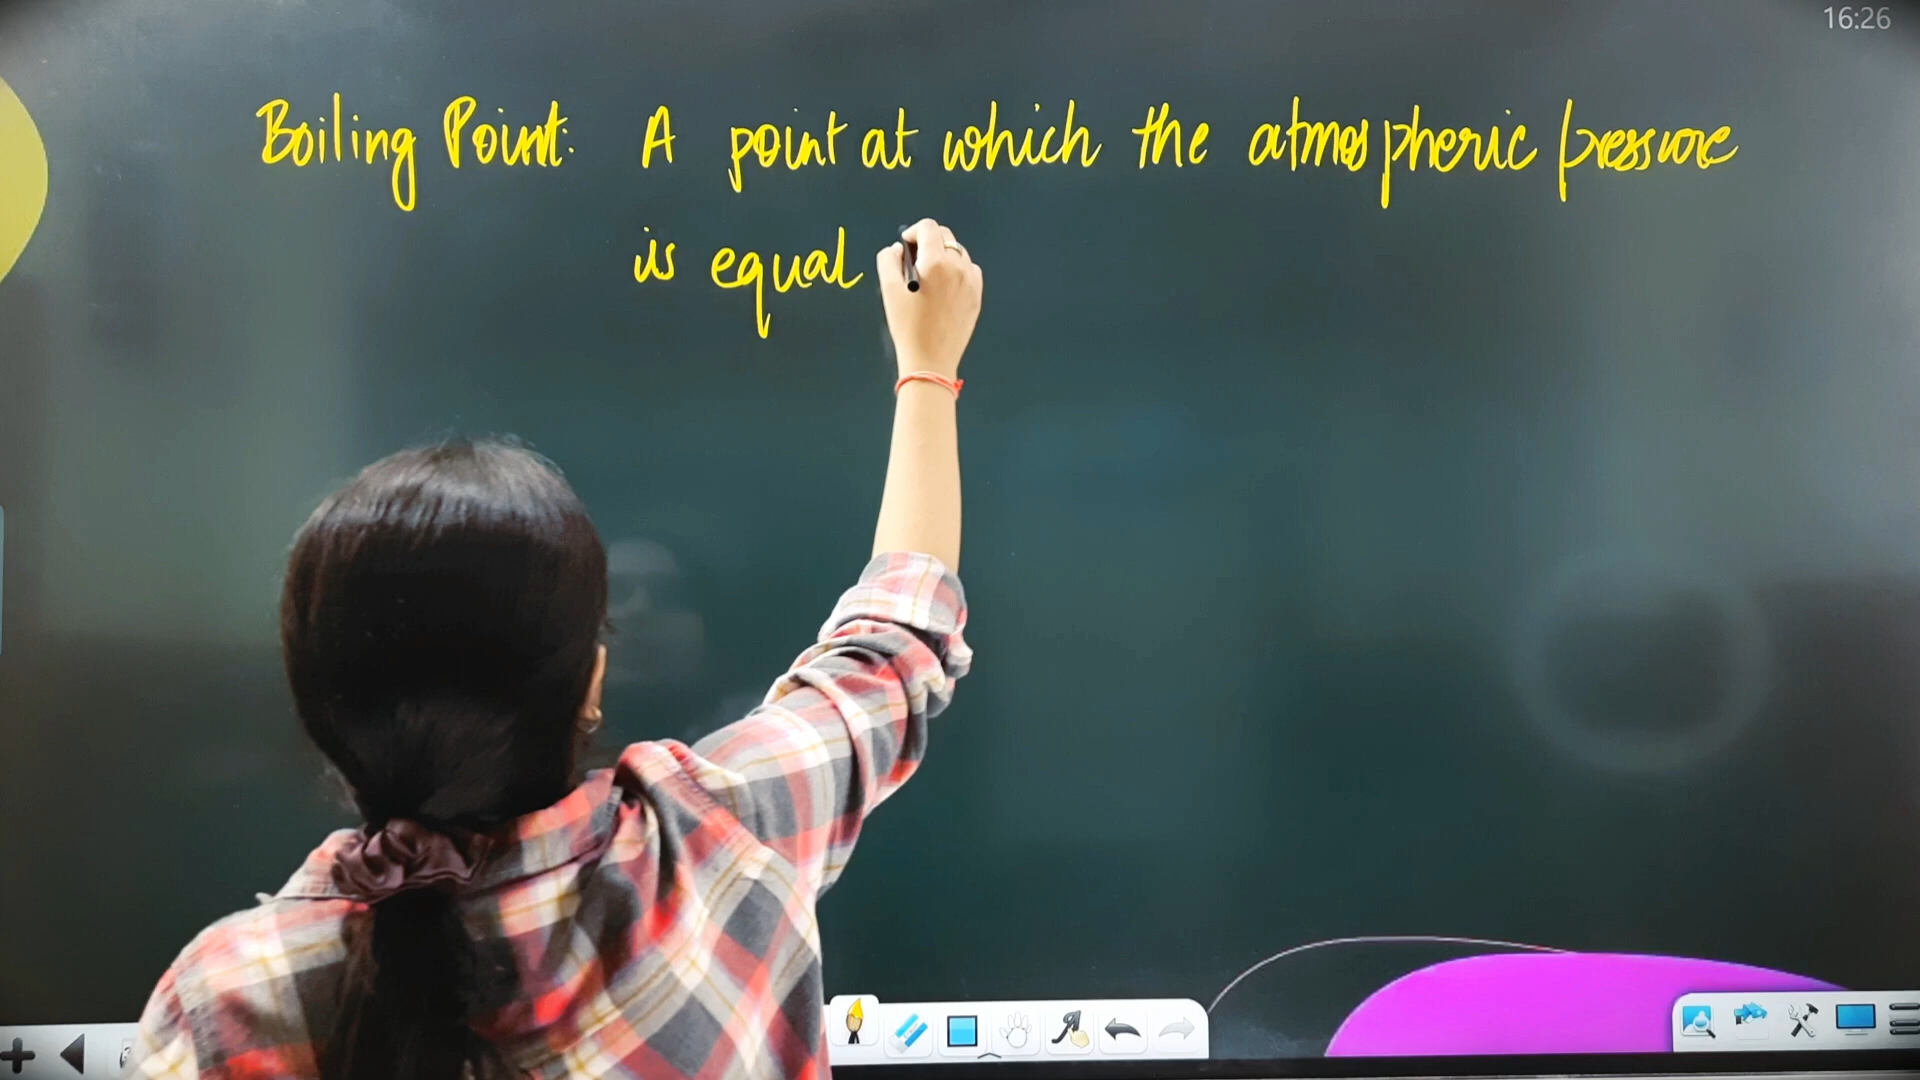 16:26
Boiling Point: A point at which the atmospheric pressure
is equal